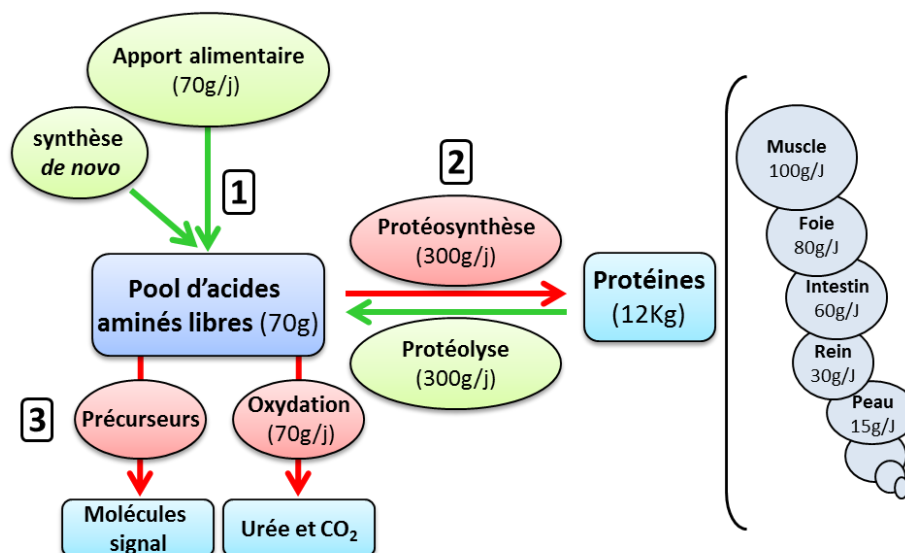 Apport alimentaire
(70g/j)
synthèse
de novo
1
2
Protéosynthèse
(300g/j)
Pool d’acides
aminés libres (70g)
Protéines
(12Kg)
Protéolyse
(300g/j)
3
Précurseurs
Oxydation
(70g/j)
Molécules
signal
Urée et CO₂
Muscle
100g/J
Foie
80g/J
Intestin
60g/J
Rein
30g/J
Peau
15g/J